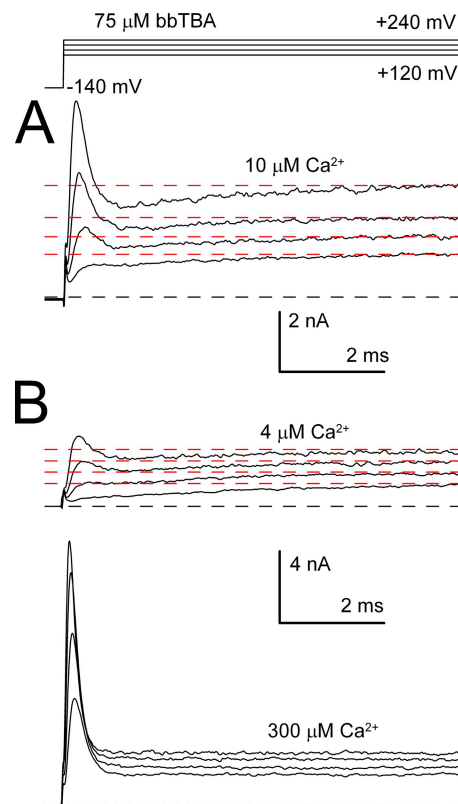 75 μM bbTBA
+240 mV
+120 mV
-140 mV
A
10 μM Ca²⁺
2 nA
2 ms
B
4 μM Ca²⁺
4 nA
2 ms
300 μM Ca²⁺